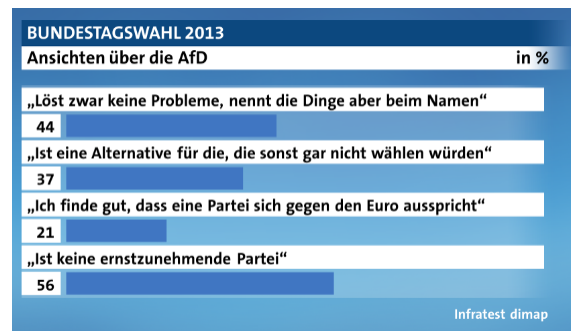 BUNDESTAGSWAHL 2013
Ansichten über die AfD in %
„Löst zwar keine Probleme, nennt die Dinge aber beim Namen“
44
„Ist eine Alternative für die, die sonst gar nicht wählen würden“
37
„Ich finde gut, dass eine Partei sich gegen den Euro ausspricht“
21
„Ist keine ernstzunehmende Partei“
56
Infratest dimap